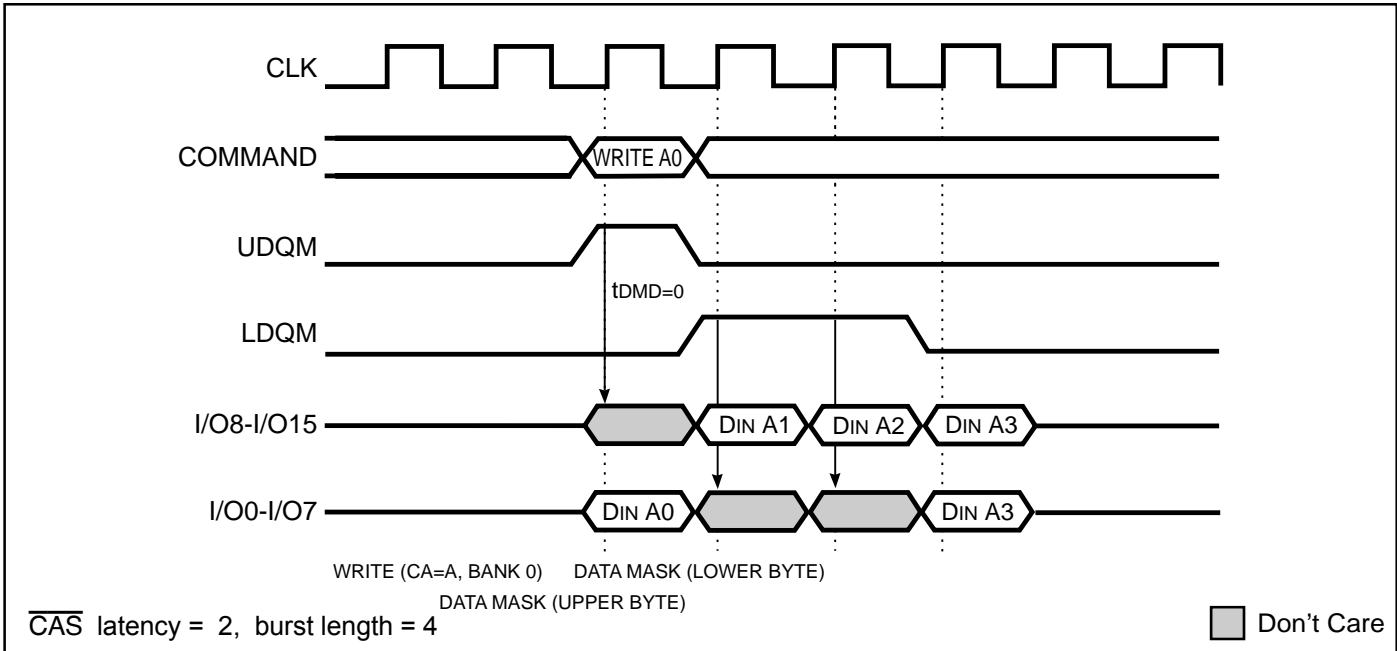 CLK
COMMAND
WRITE A0
UDQM
tDMD=0
LDQM
I/O8-I/O15
DIN A1
DIN A2
DIN A3
I/O0-I/O7
DIN A0
DIN A3
WRITE (CA=A, BANK 0)
DATA MASK (LOWER BYTE)
DATA MASK (UPPER BYTE)
CAS latency = 2, burst length = 4
Don't Care